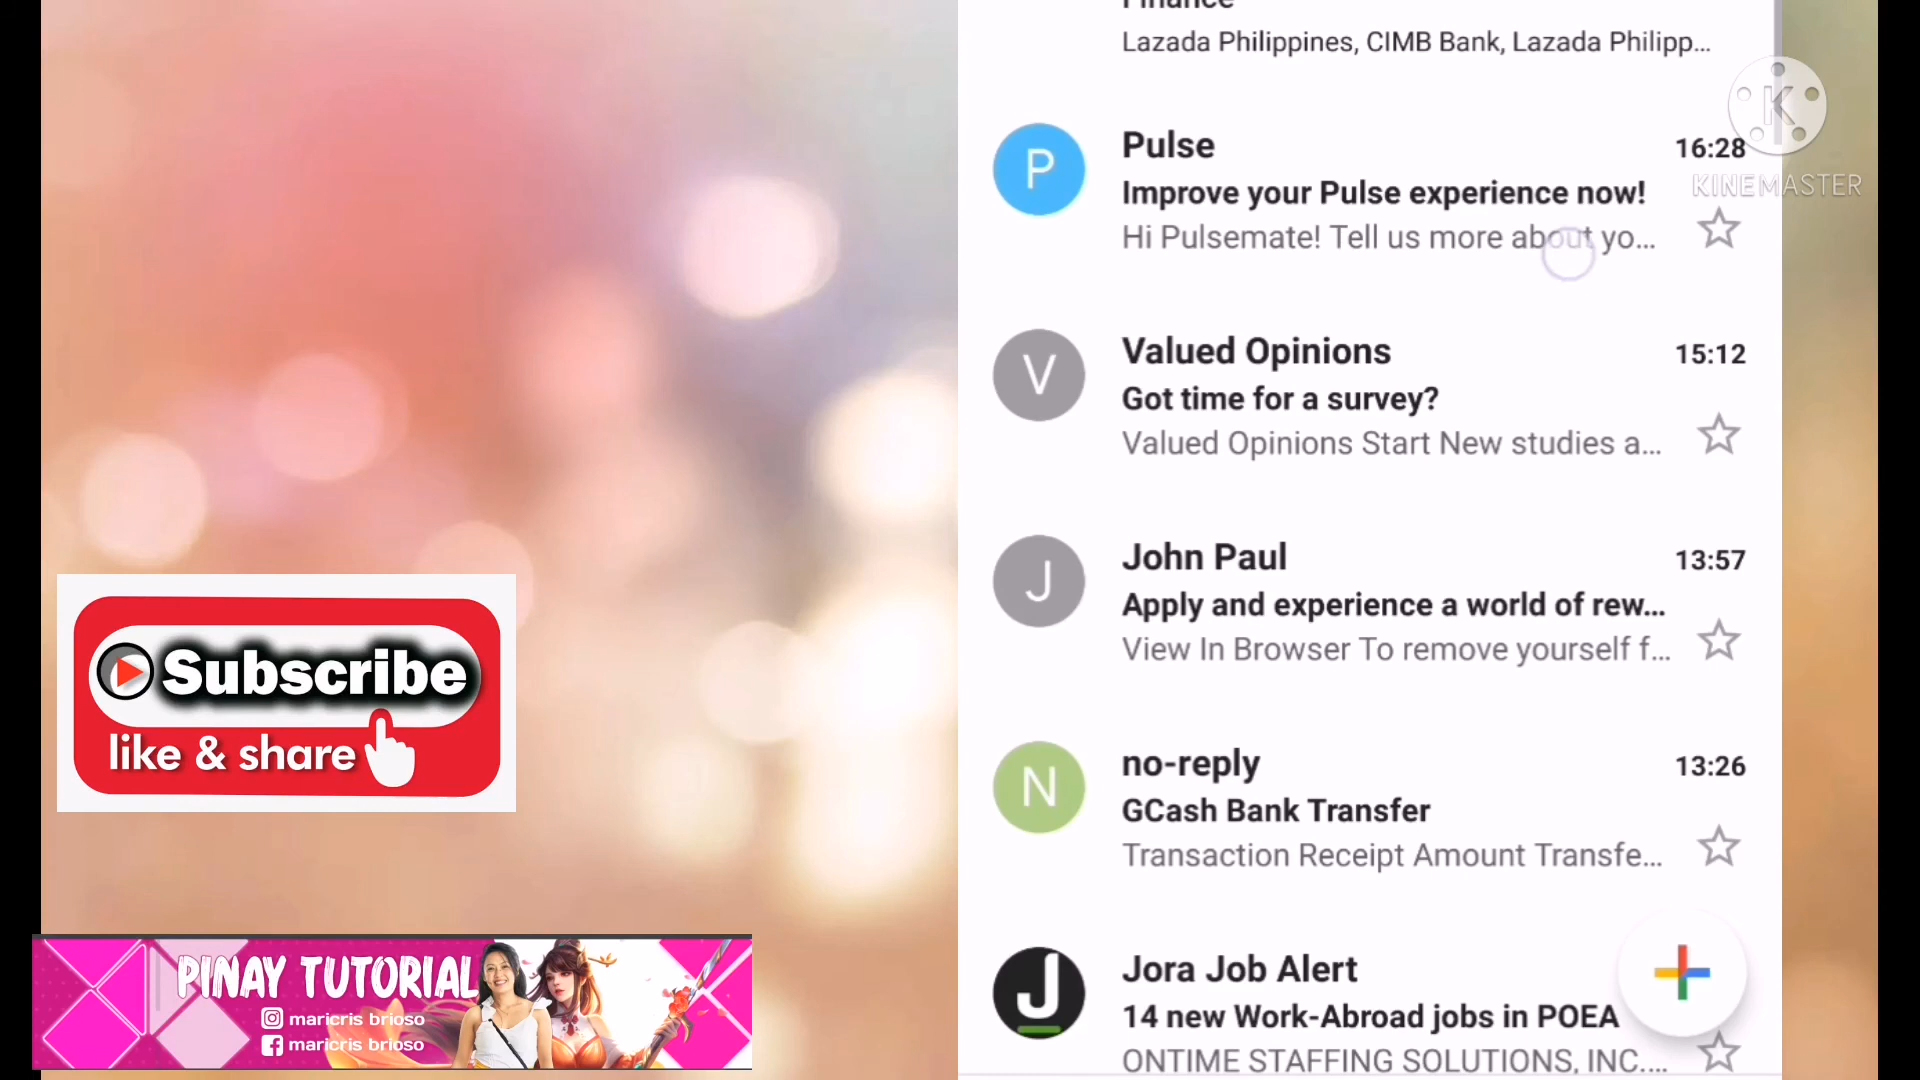 Finance
Lazada Philippines, CIMB Bank, Lazada Philipp...
P
Pulse
16:28
Improve your Pulse experience now!
Hi Pulsemate! Tell us more about yo...
K
KINEMASTER
V
Valued Opinions
15:12
Got time for a survey?
Valued Opinions Start New studies a...
J
John Paul
13:57
Apply and experience a world of rew...
View In Browser To remove yourself f...
N
no-reply
13:26
GCash Bank Transfer
Transaction Receipt Amount Transfe...
J
Jora Job Alert
14 new Work-Abroad jobs in POEA
ONTIME STAFFING SOLUTIONS, INC....
Subscribe
like & share
PINAY TUTORIAL
maricris brioso
maricris brioso